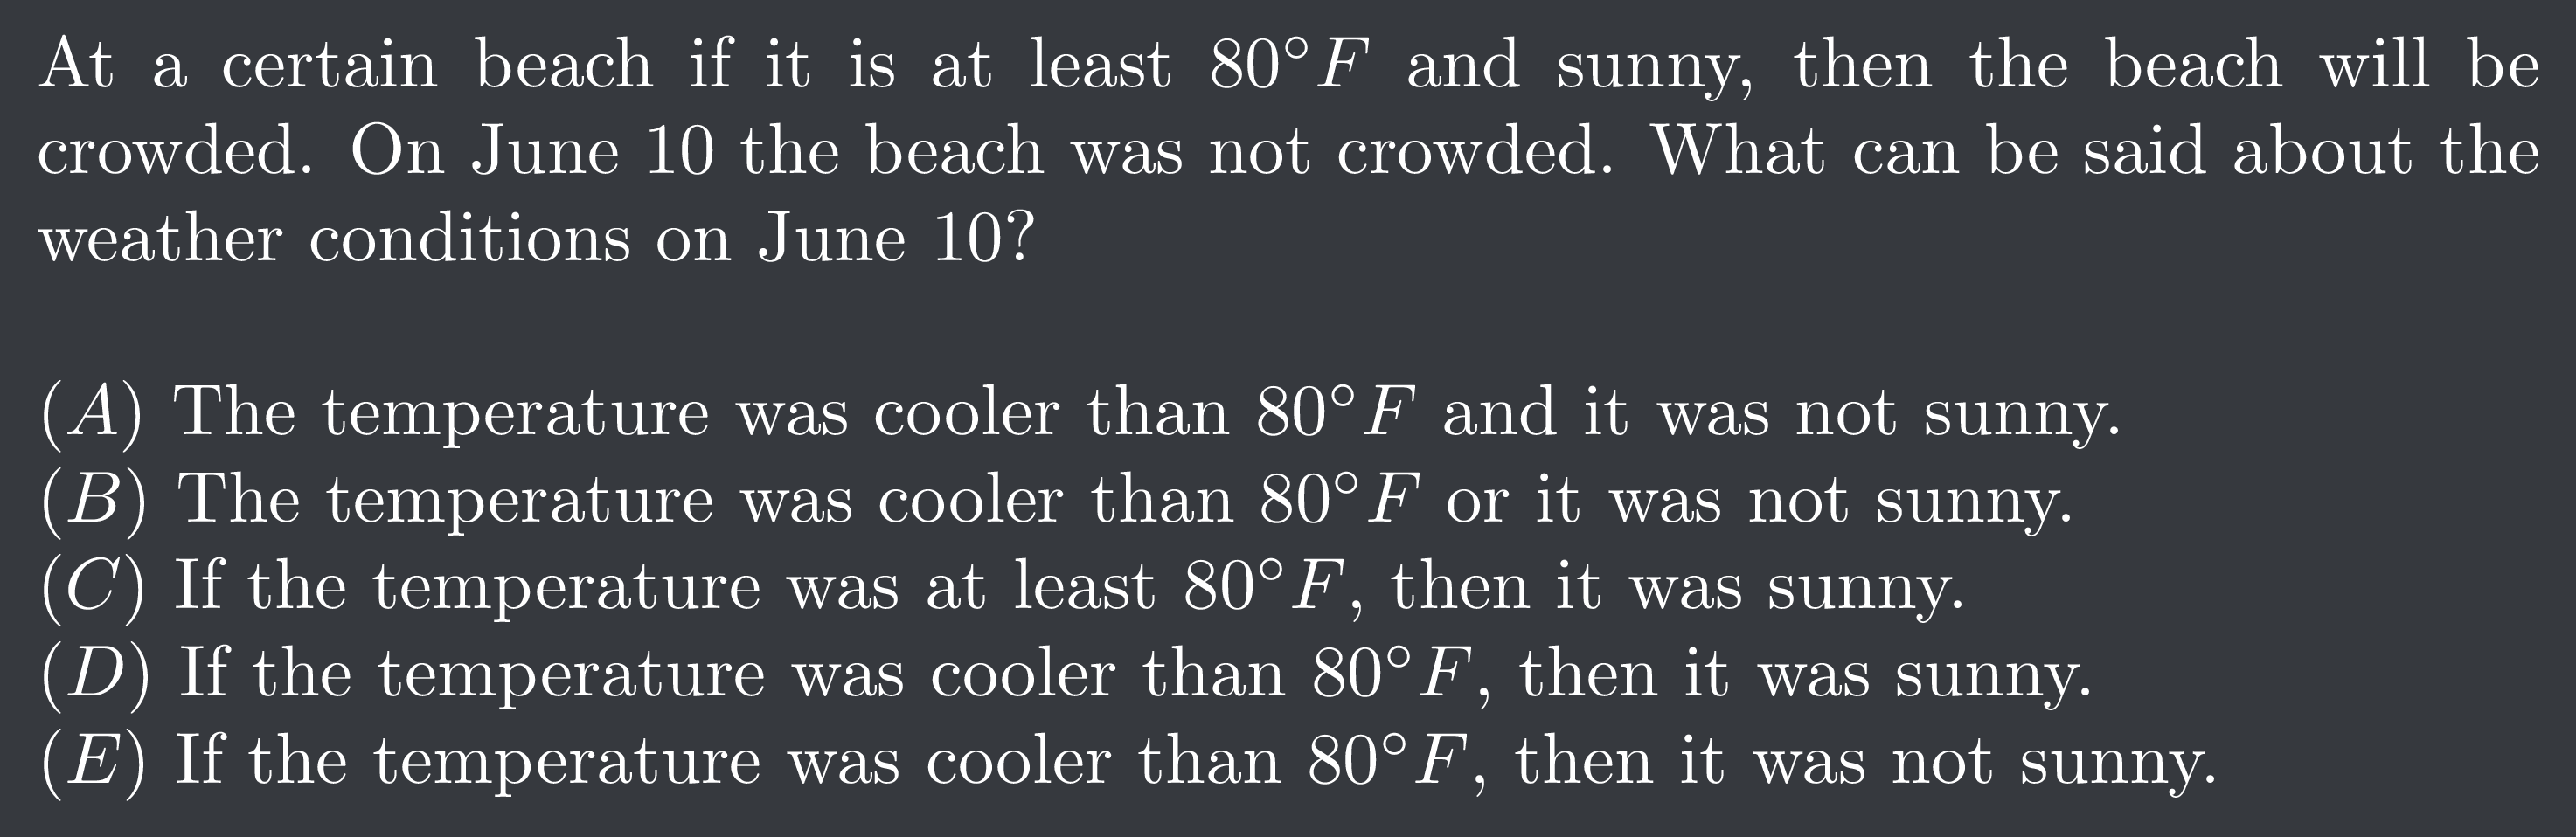 At a certain beach if it is at least 80°F and sunny, then the beach will be
crowded. On June 10 the beach was not crowded. What can be said about the
weather conditions on June 10?
(A) The temperature was cooler than 80°F and it was not sunny.
(B) The temperature was cooler than 80°F or it was not sunny.
(C) If the temperature was at least 80°F, then it was sunny.
(D) If the temperature was cooler than 80°F, then it was sunny.
(E) If the temperature was cooler than 80°F, then it was not sunny.